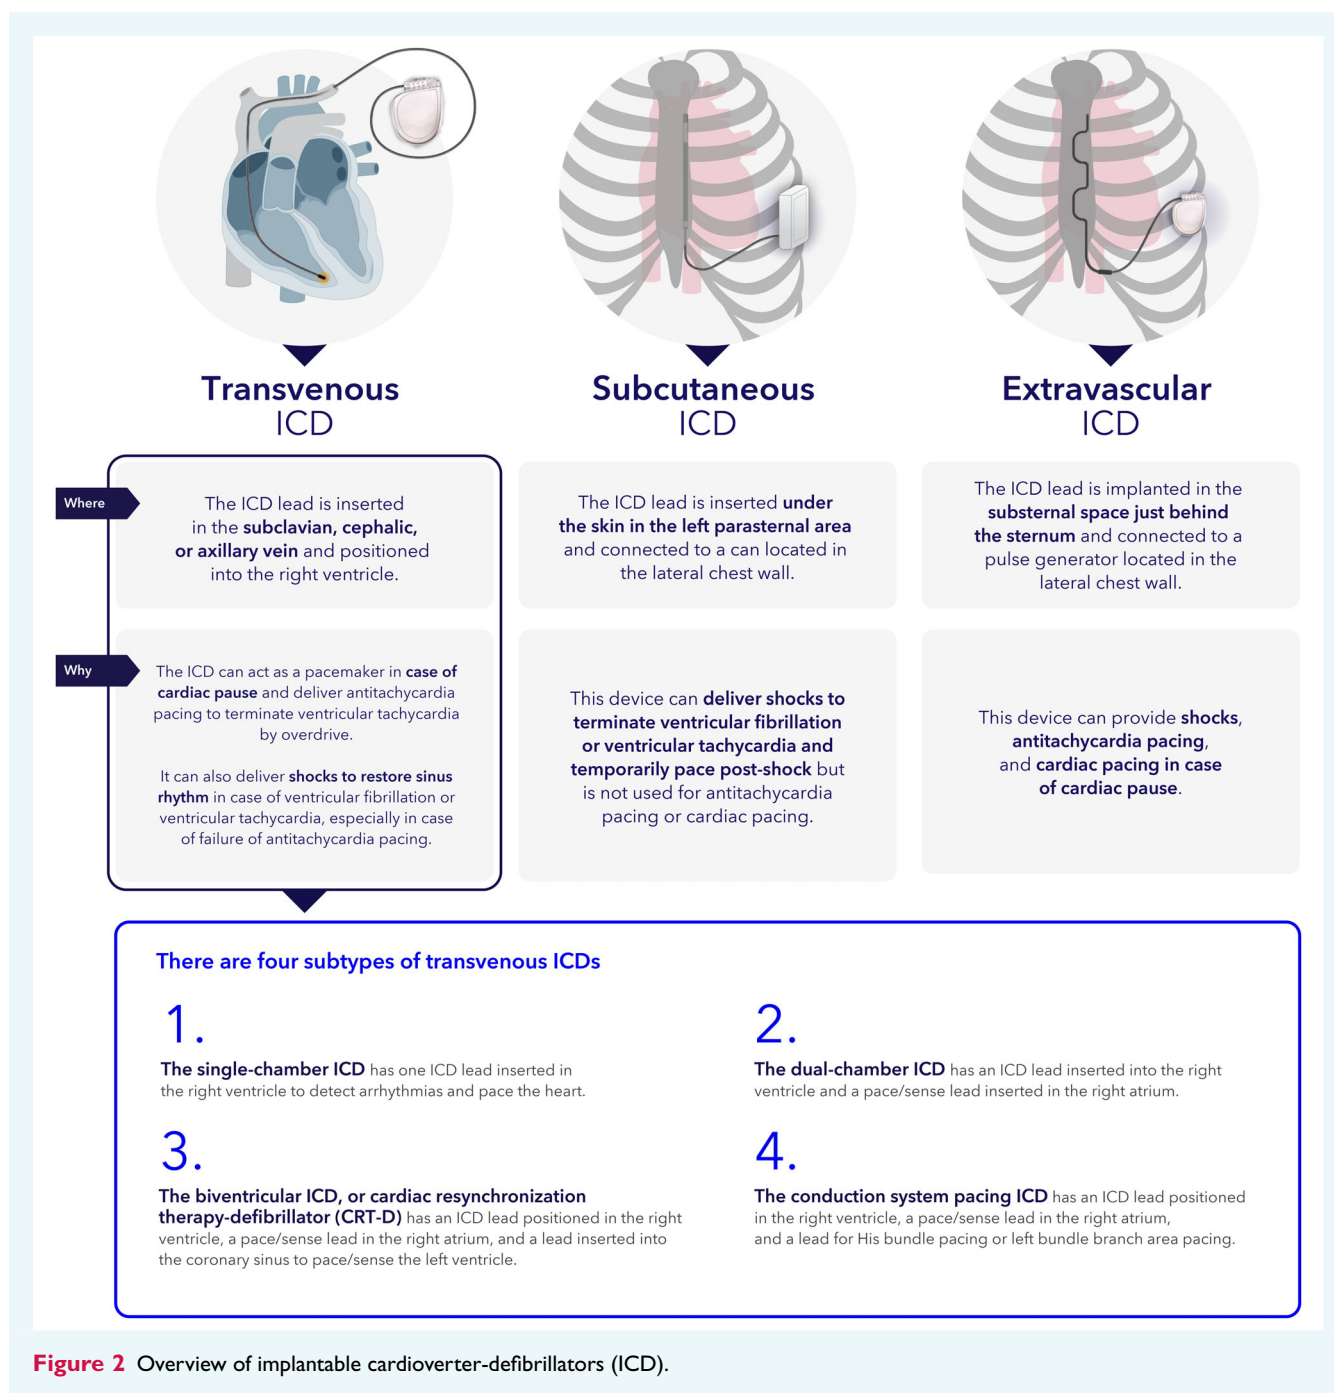 Transvenous
ICD
Subcutaneous
ICD
Extravascular
ICD
Where
The ICD lead is inserted
in the subclavian, cephalic,
or axillary vein and positioned
into the right ventricle.
The ICD lead is inserted under
the skin in the left parasternal area
and connected to a can located in
the lateral chest wall.
The ICD lead is implanted in the
substernal space just behind
the sternum and connected to a
pulse generator located in the
lateral chest wall.
Why
The ICD can act as a pacemaker in case of
cardiac pause and deliver antitachycardia
pacing to terminate ventricular tachycardia
by overdrive.
It can also deliver shocks to restore sinus
rhythm in case of ventricular fibrillation or
ventricular tachycardia, especially in case
of failure of antitachycardia pacing.
This device can deliver shocks to
terminate ventricular fibrillation
or ventricular tachycardia and
temporarily pace post-shock but
is not used for antitachycardia
pacing or cardiac pacing.
This device can provide shocks,
antitachycardia pacing,
and cardiac pacing in case
of cardiac pause.
There are four subtypes of transvenous ICDs
1.
The single-chamber ICD has one ICD lead inserted in
the right ventricle to detect arrhythmias and pace the heart.
2.
The dual-chamber ICD has an ICD lead inserted into the right
ventricle and a pace/sense lead inserted in the right atrium.
3.
The biventricular ICD, or cardiac resynchronization
therapy-defibrillator (CRT-D) has an ICD lead positioned in the right
ventricle, a pace/sense lead in the right atrium, and a lead inserted into
the coronary sinus to pace/sense the left ventricle.
4.
The conduction system pacing ICD has an ICD lead positioned
in the right ventricle, a pace/sense lead in the right atrium,
and a lead for His bundle pacing or left bundle branch area pacing.
Figure 2 Overview of implantable cardioverter-defibrillators (ICD).